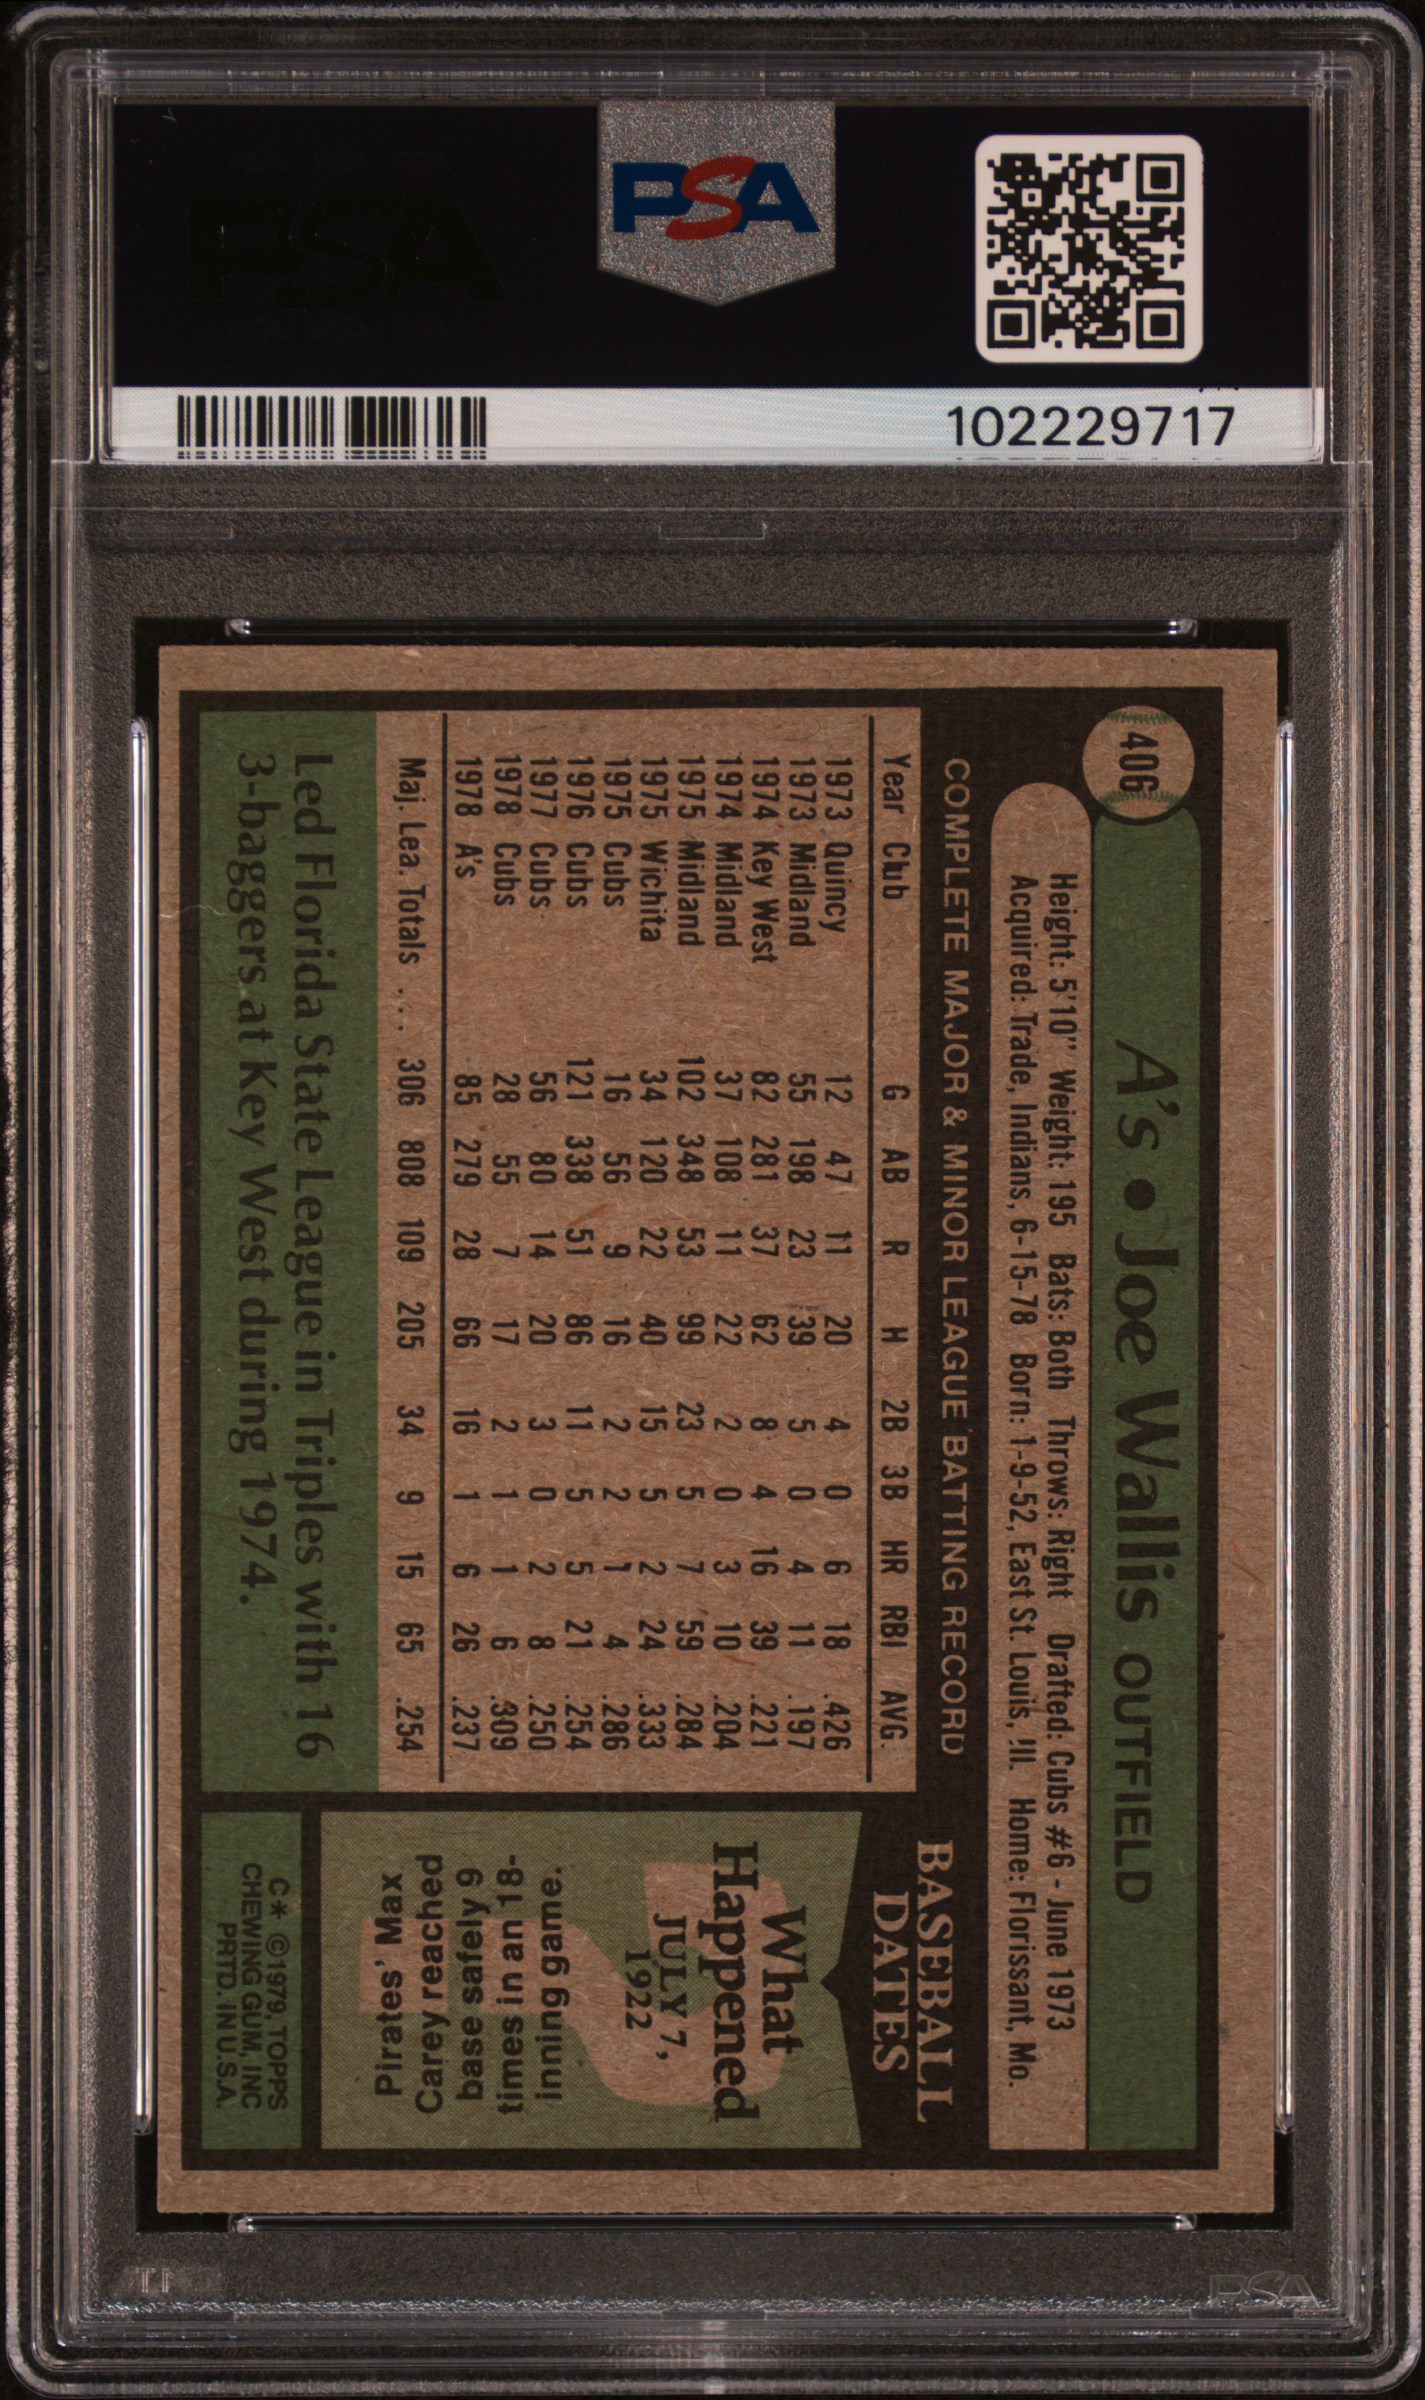 PSA
PSA
102229717
406
A's • Joe Wallis OUTFIELD
Height: 5'10" Weight: 195 Bats: Both Throws: Right Drafted: Cubs #6 - June 1973
Acquired: Trade, Indians, 6-15-78 Born: 1-9-52, East St. Louis, Ill. Home: Florissant, Mo.
COMPLETE MAJOR & MINOR LEAGUE BATTING RECORD
Year Club G AB R H 2B 3B HR RBI AVG.
1973 Quincy 12 47 11 20 4 0 6 18 .426
1973 Midland 55 198 23 39 5 0 4 11 .197
1974 Key West 82 281 37 62 8 4 16 39 .221
1974 Midland 37 108 11 22 2 0 3 10 .204
1975 Midland 102 348 53 99 23 5 7 59 .284
1975 Wichita 34 120 22 40 15 5 2 24 .333
1975 Cubs 16 56 9 16 2 2 1 4 .286
1976 Cubs 121 338 51 86 11 5 5 21 .254
1977 Cubs 56 80 14 20 3 0 2 8 .250
1978 Cubs 28 55 7 17 2 1 1 6 .309
1978 A's 85 279 28 66 16 1 6 26 .237
Maj. Lea. Totals . . . 306 808 109 205 34 9 15 65 .254
Led Florida State League in Triples with 16
3-baggers at Key West during 1974.
BASEBALL
DATES
What
Happened
JULY 7,
1922
Pirates' Max
Carey reached
base safely 9
times in an 18-
inning game.
C* ©1979, TOPPS
CHEWING GUM, INC
PRTD. IN U.S.A.
PSA